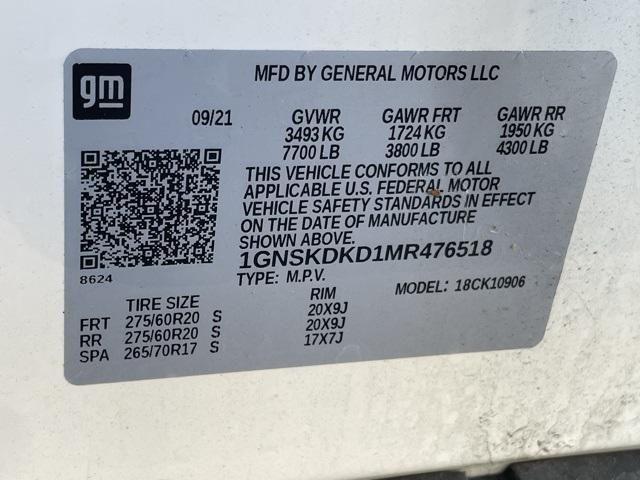 gm
MFD BY GENERAL MOTORS LLC
09/21 GVWR GAWR FRT GAWR RR
3493 KG 1724 KG 1950 KG
7700 LB 3800 LB 4300 LB
THIS VEHICLE CONFORMS TO ALL
APPLICABLE U.S. FEDERAL MOTOR
VEHICLE SAFETY STANDARDS IN EFFECT
ON THE DATE OF MANUFACTURE
SHOWN ABOVE.
1GNSKDKD1MR476518
8624
TYPE: M.P.V. MODEL: 18CK10906
TIRE SIZE RIM
FRT 275/60R20 S 20X9J
RR 275/60R20 S 20X9J
SPA 265/70R17 S 17X7J